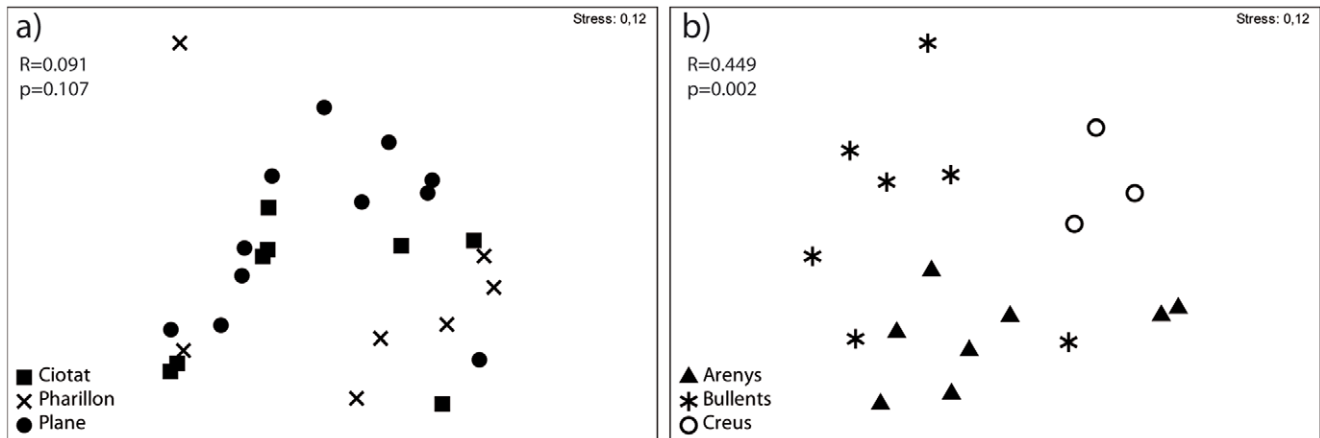 a)
Stress: 0,12
R=0.091
p=0.107
Ciotat
Pharillon
Plane
b)
Stress: 0,12
R=0.449
p=0.002
Arenys
Bullents
Creus